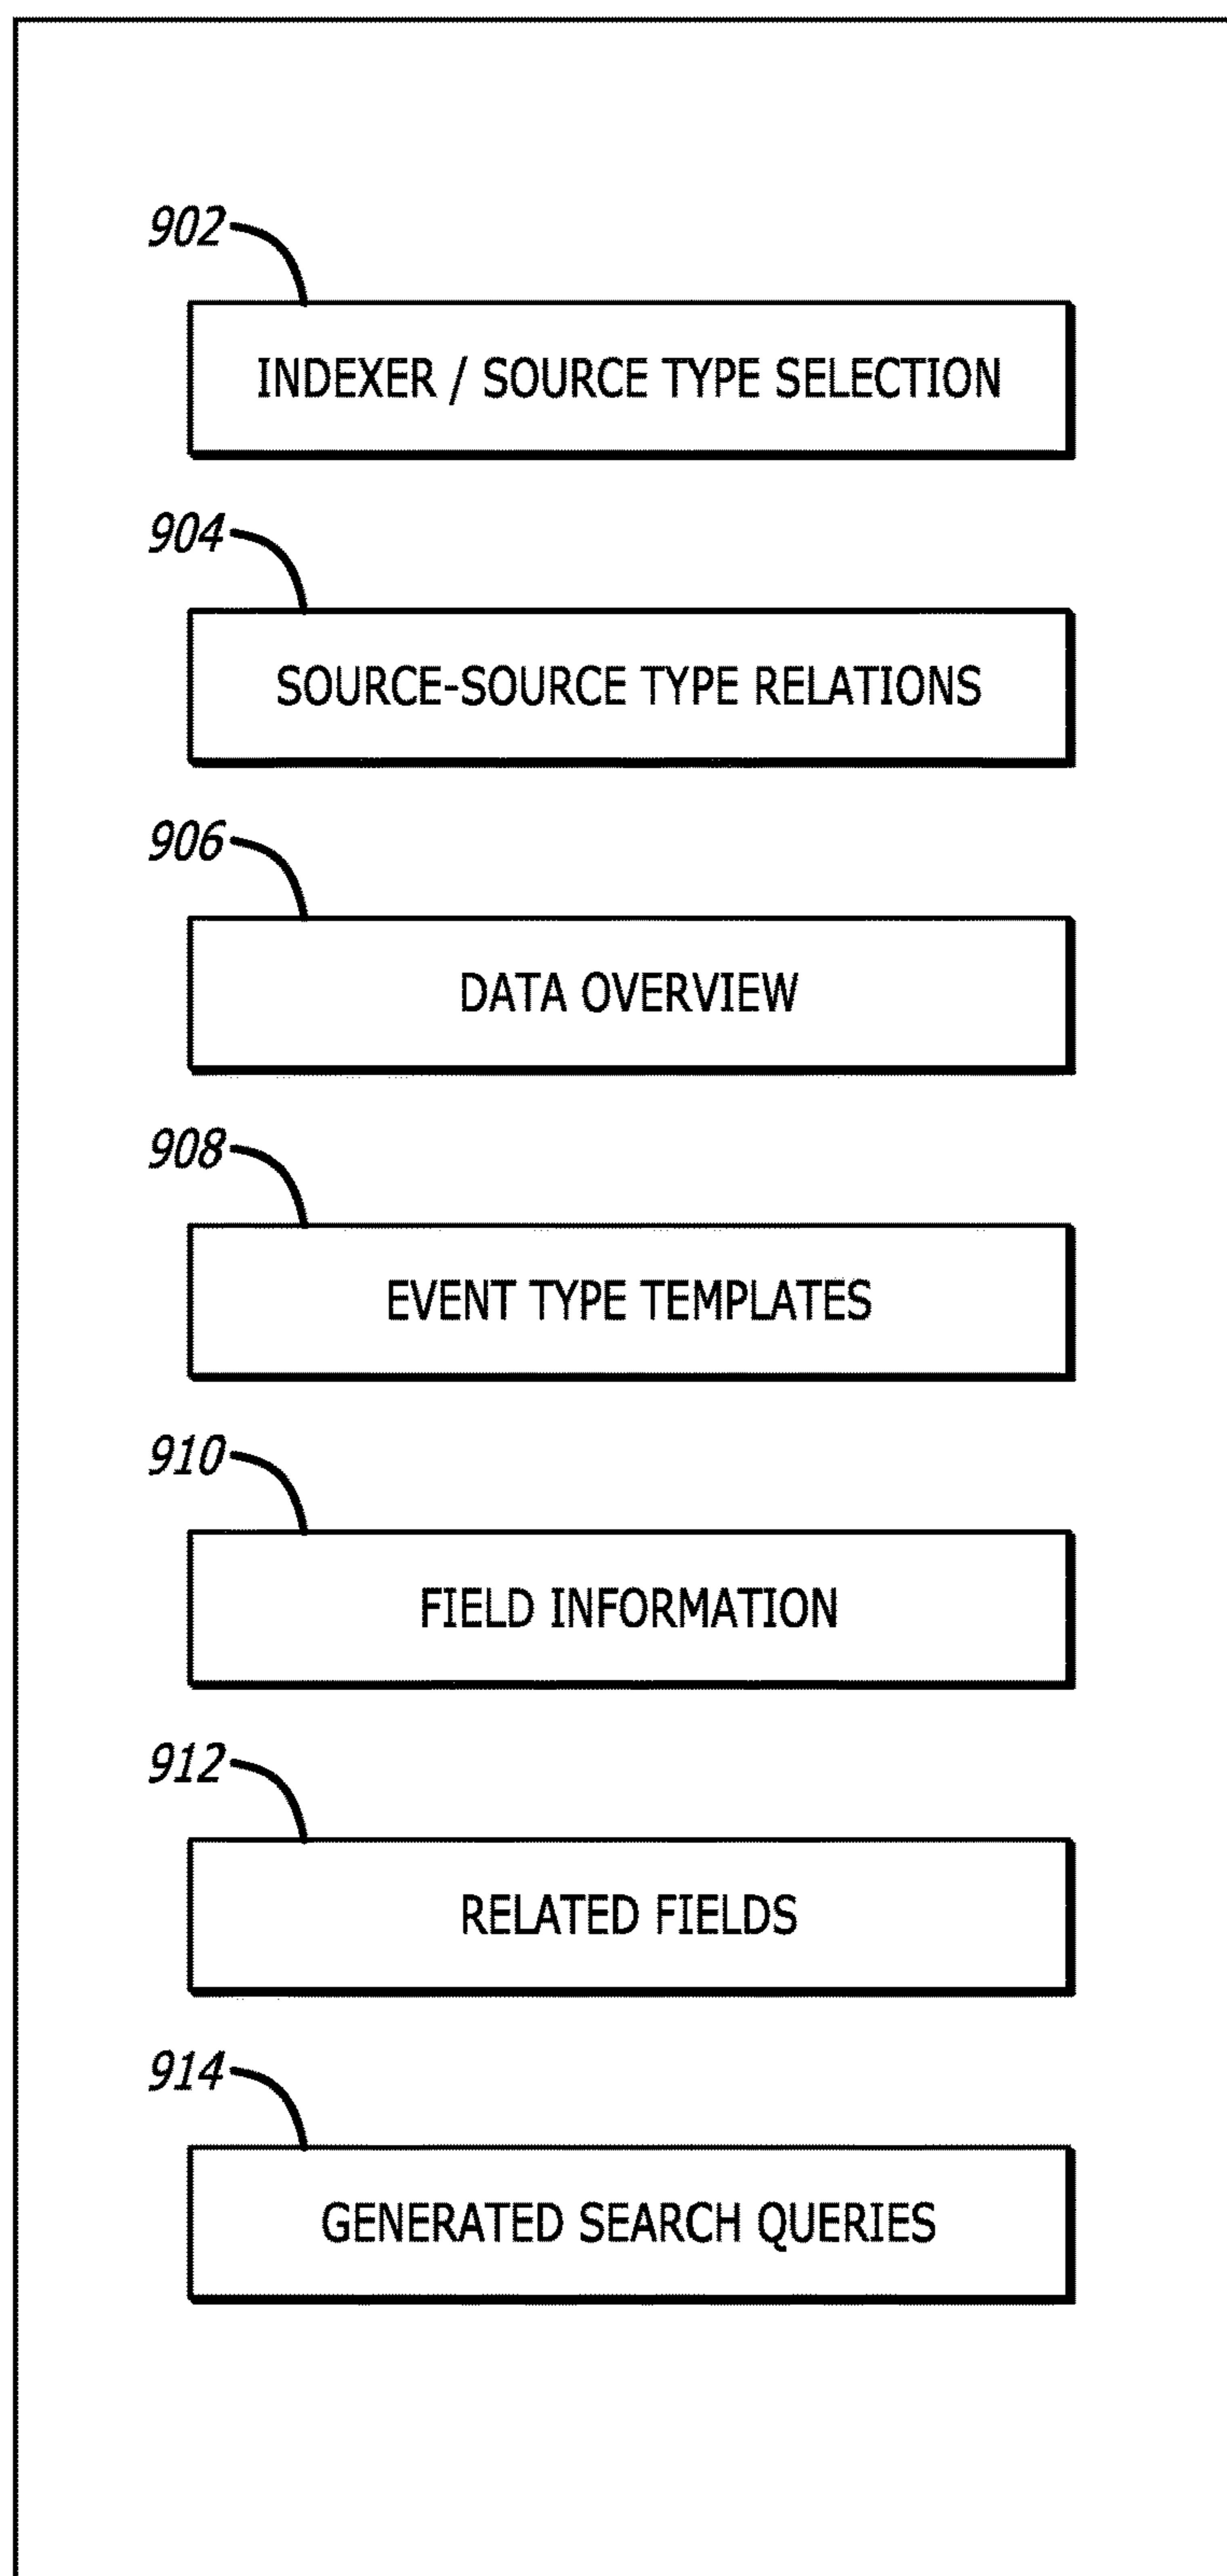 902
INDEXER / SOURCE TYPE SELECTION
904
SOURCE-SOURCE TYPE RELATIONS
906
DATA OVERVIEW
908
EVENT TYPE TEMPLATES
910
FIELD INFORMATION
912
RELATED FIELDS
914
GENERATED SEARCH QUERIES